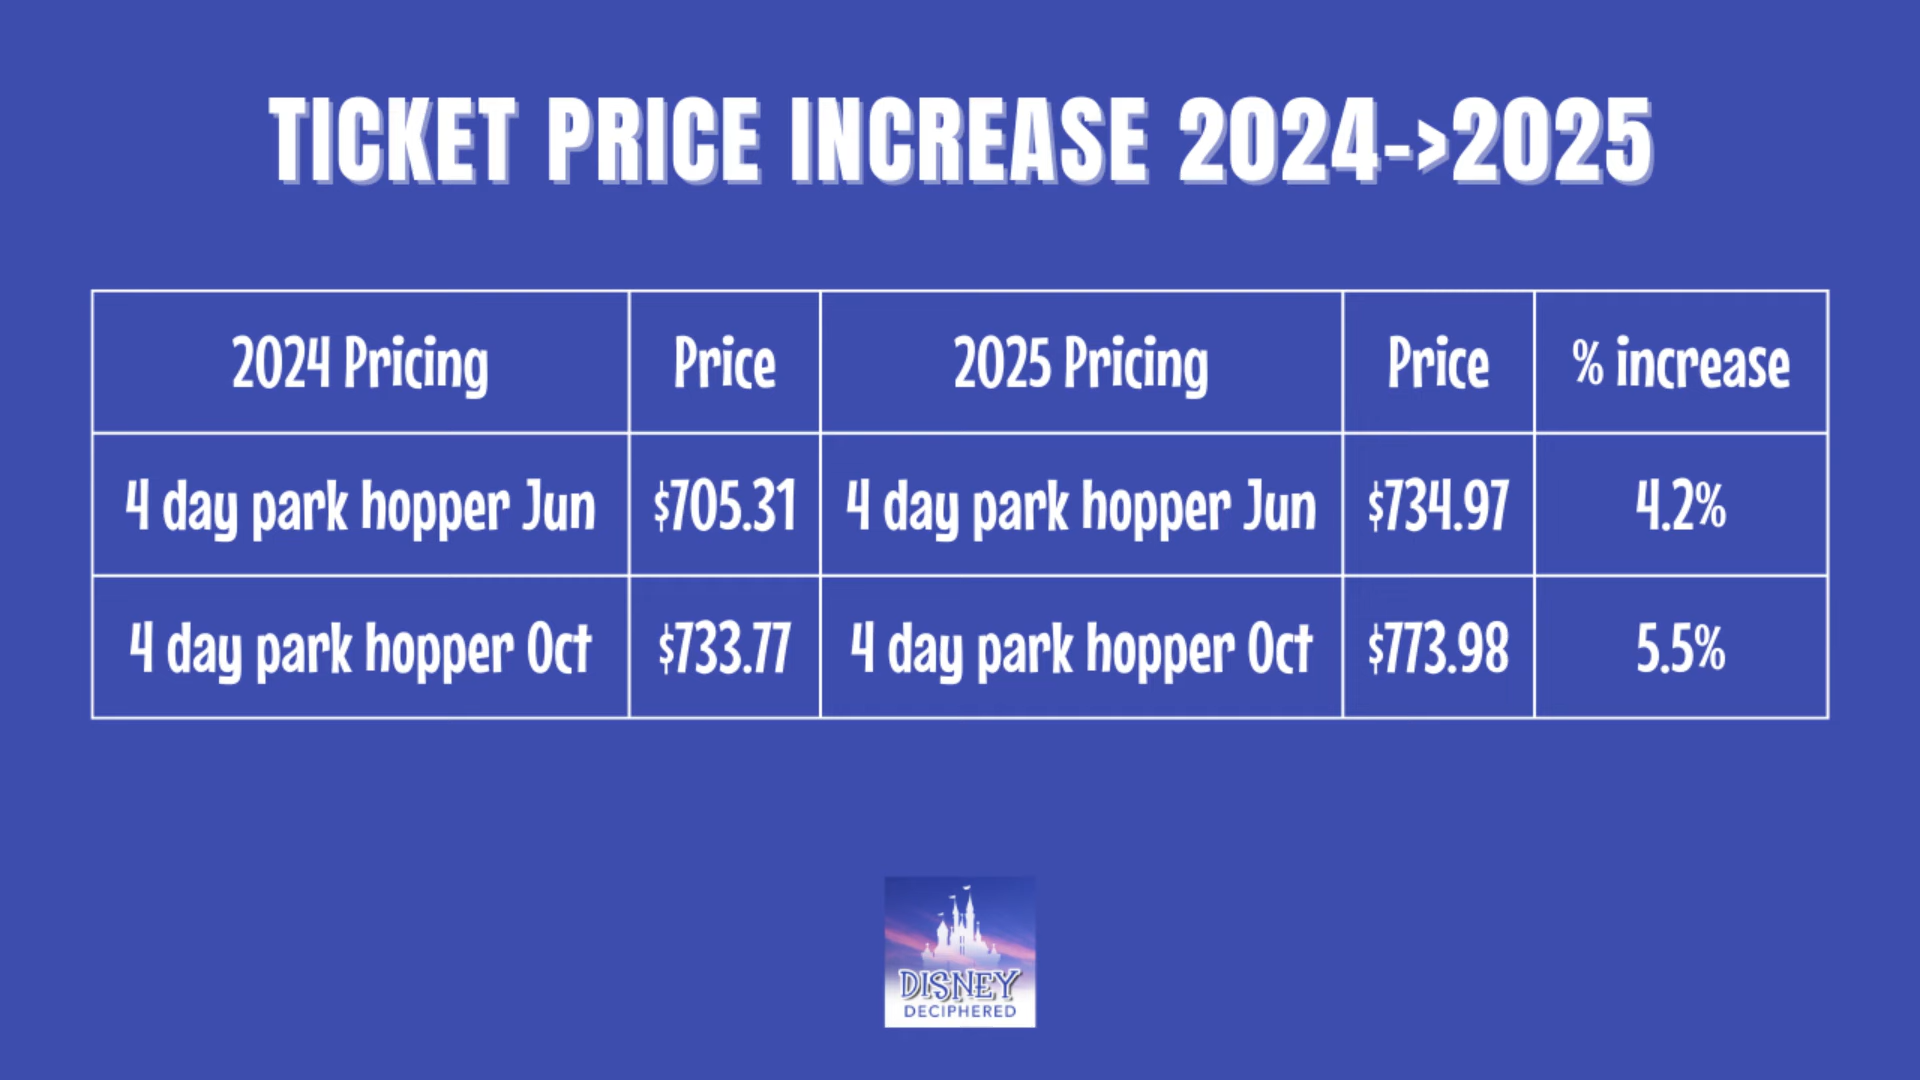 TICKET PRICE INCREASE 2024->2025
2024 Pricing Price 2025 Pricing Price % increase
4 day park hopper Jun $705.31 4 day park hopper Jun $734.97 4.2%
4 day park hopper Oct $733.77 4 day park hopper Oct $773.98 5.5%
DISNEY
DECIPHERED